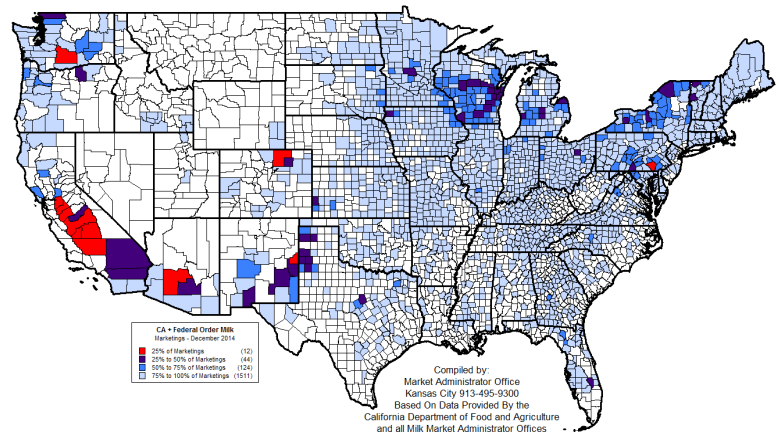 CA + Federal Order Milk
Marketings - December 2014
25% of Marketings (12)
25% to 50% of Marketings (44)
50% to 75% of Marketings (124)
75% to 100% of Marketings (1511)
Compiled by:
Market Administrator Office
Kansas City 913-495-9300
Based On Data Provided By the
California Department of Food and Agriculture
and all Milk Market Administrator Offices